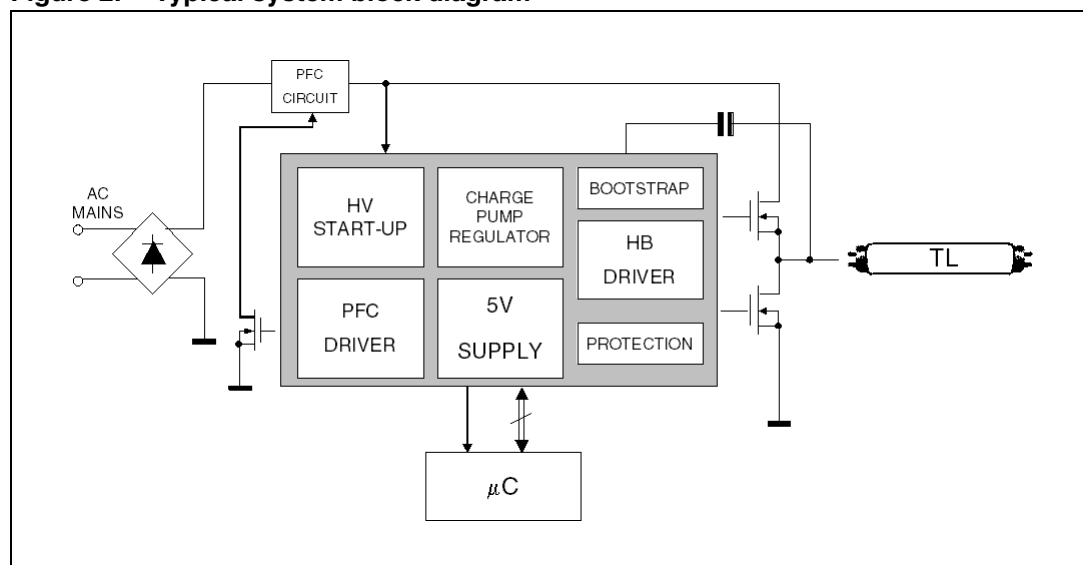 Figure 2. Typical system block diagram
PFC
CIRCUIT
AC
MAINS
HV
START-UP
CHARGE
PUMP
REGULATOR
BOOTSTRAP
HB
DRIVER
TL
PFC
DRIVER
5V
SUPPLY
PROTECTION
μC